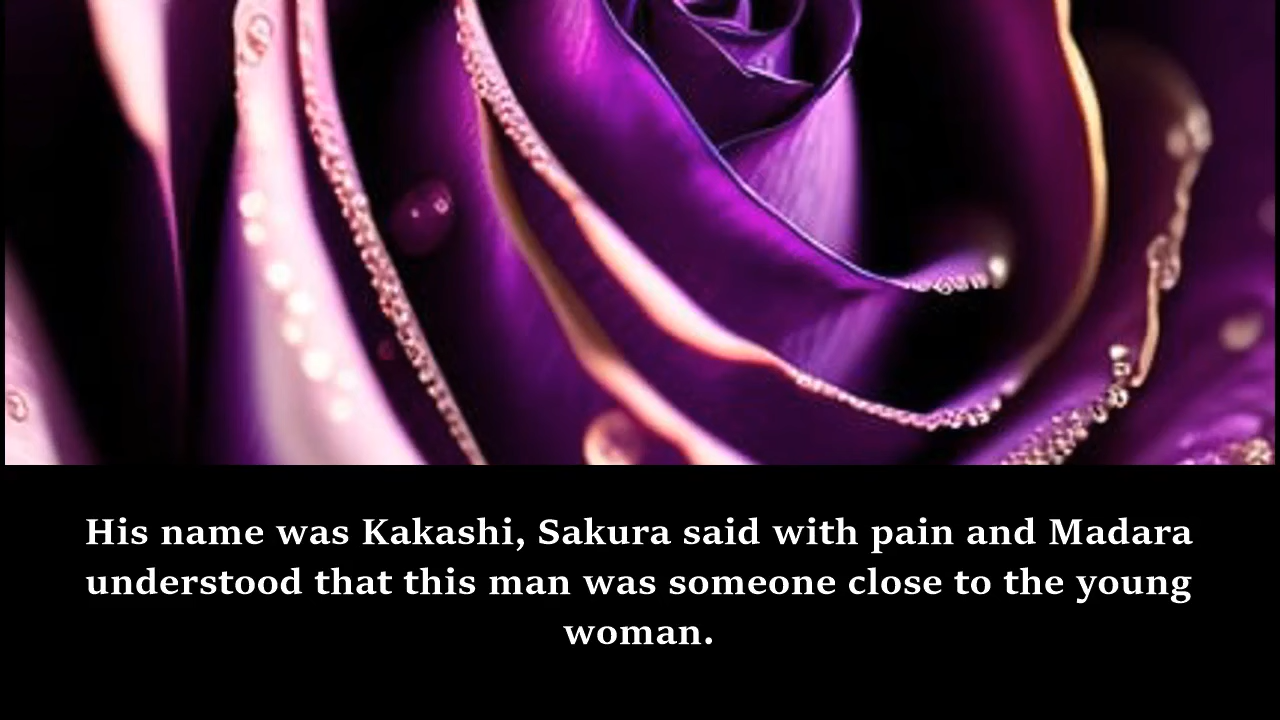 His name was Kakashi, Sakura said with pain and Madara
understood that this man was someone close to the young
woman.